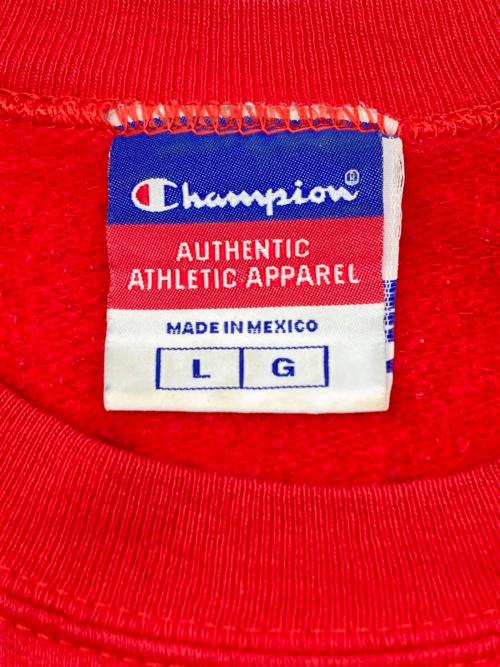 Champion®
AUTHENTIC
ATHLETIC APPAREL
MADE IN MEXICO
L G